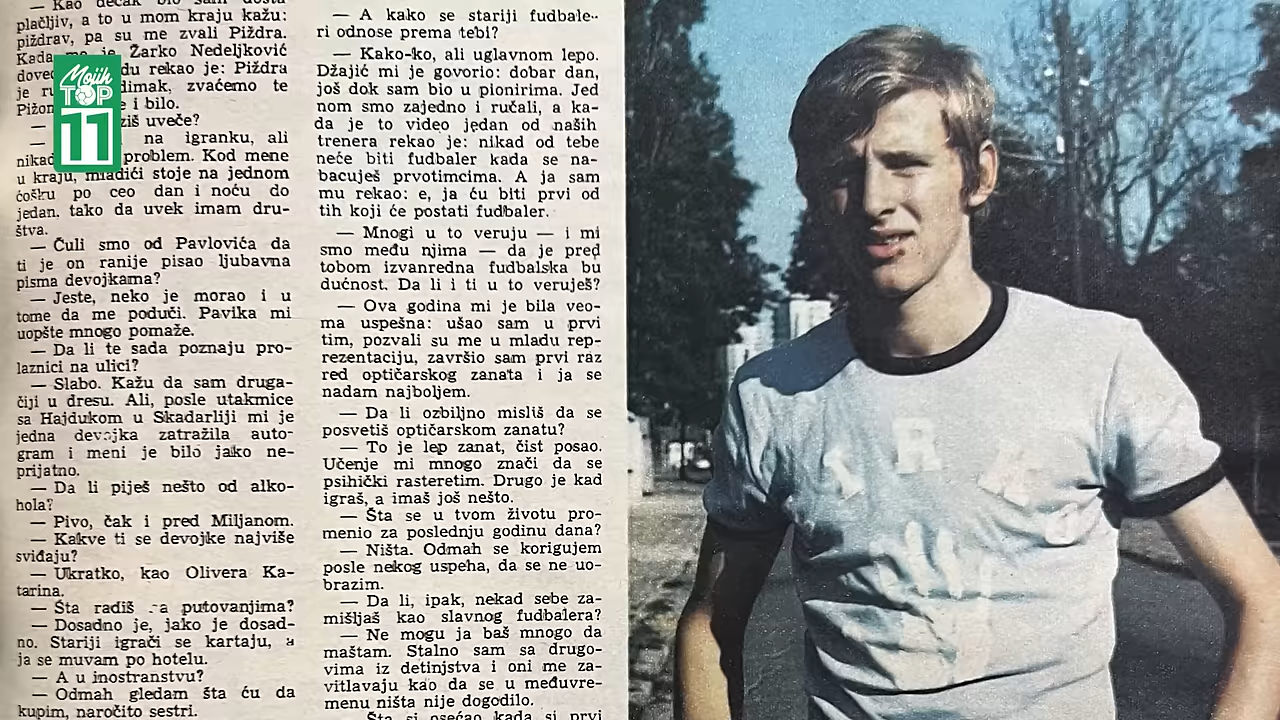 — Kao dečak bio sam dosta
plačljiv, a to u mom kraju kažu:
piždrav, pa su me zvali Piždra.
Kada je Žarko Nedeljković
doveo du rekao je: Piždra
je ru dimak, zvaćemo te
Pižon e i bilo.
— ziš uveče?
— na igranku, ali
nikad problem. Kod mene
u kraju, mladići stoje na jednom
ćošku po ceo dan i noću do
jedan. tako da uvek imam dru-
štva.
— Čuli smo od Pavlovića da
ti je on ranije pisao ljubavna
pisma devojkama?
— Jeste, neko je morao i u
tome da me poduči. Pavika mi
uopšte mnogo pomaže.
— Da li te sada poznaju pro-
laznici na ulici?
— Slabo. Kažu da sam druga-
čiji u dresu. Ali, posle utakmice
sa Hajdukom u Skadarliji mi je
jedna devojka zatražila auto-
gram i meni je bilo jako ne-
prijatno.
— Da li piješ nešto od alko-
hola?
— Pivo, čak i pred Miljanom.
— Kakve ti se devojke najviše
sviđaju?
— Ukratko, kao Olivera Ka-
tarina.
— Šta radiš na putovanjima?
— Dosadno je, jako je dosad-
no. Stariji igrači se kartaju, a
ja se muvam po hotelu.
— A u inostranstvu?
— Odmah gledam šta ću da
kupim, naročito sestri.
— A kako se stariji fudbale-
ri odnose prema tebi?
— Kako-ko, ali uglavnom lepo.
Džajić mi je govorio: dobar dan,
još dok sam bio u pionirima. Jed
nom smo zajedno i ručali, a ka-
da je to video jedan od naših
trenera rekao je: nikad od tebe
neće biti fudbaler kada se na-
bacuješ prvotimcima. A ja sam
mu rekao: e, ja ću biti prvi od
tih koji će postati fudbaler.
— Mnogi u to veruju — i mi
smo među njima — da je pred
tobom izvanredna fudbalska bu
dućnost. Da li i ti u to veruješ?
— Ova godina mi je bila veo-
ma uspešna: ušao sam u prvi
tim, pozvali su me u mladu rep-
rezentaciju, završio sam prvi raz
red optičarskog zanata i ja se
nadam najboljem.
— Da li ozbiljno misliš da se
posvetiš optičarskom zanatu?
— To je lep zanat, čist posao.
Učenje mi mnogo znači da se
psihički rasteretim. Drugo je kad
igraš, a imaš još nešto.
— Šta se u tvom životu pro-
menio za poslednju godinu dana?
— Ništa. Odmah se korigujem
posle nekog uspeha, da se ne uo-
brazim.
— Da li, ipak, nekad sebe za-
mišljaš kao slavnog fudbalera?
— Ne mogu ja baš mnogo da
maštam. Stalno sam sa drugo-
vima iz detinjstva i oni me za-
vitlavaju kao da se u međuvre-
menu ništa nije dogodilo.
— Šta si osećao kada si prvi
Mojih
TOP
11